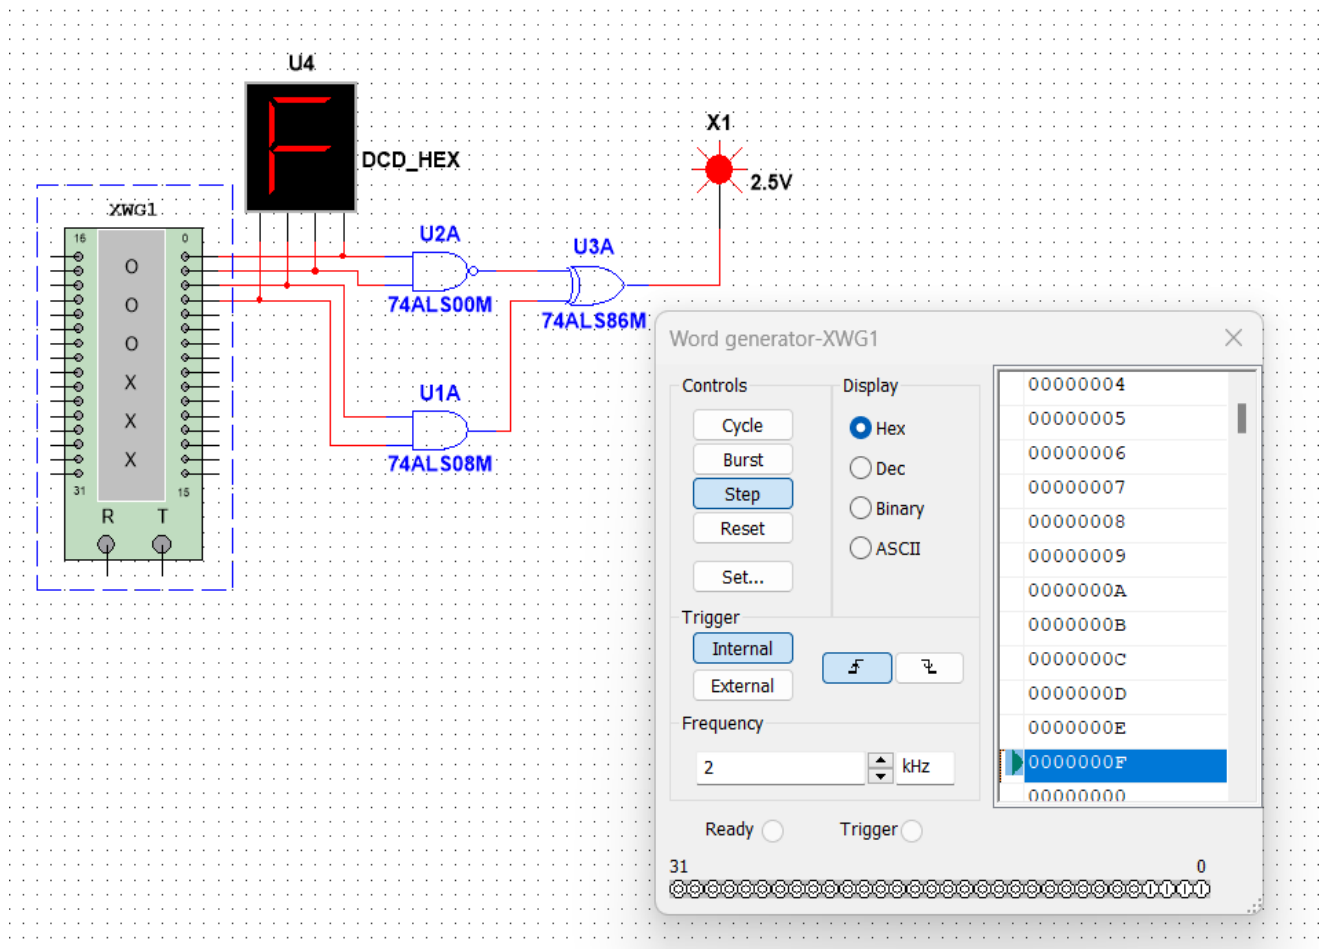 U4
F
DCD_HEX
X1
2.5V
XWG1
16 0
O
O
O
X
X
X
31 15
R T
U2A
74ALS00M
U3A
74ALS86M
U1A
74ALS08M
Word generator-XWG1
Controls
Cycle
Burst
Step
Reset
Set...
Display
Hex
Dec
Binary
ASCII
Trigger
Internal
External
Frequency
2 kHz
00000004
00000005
00000006
00000007
00000008
00000009
0000000A
0000000B
0000000C
0000000D
0000000E
0000000F
00000000
Ready Trigger
31 0